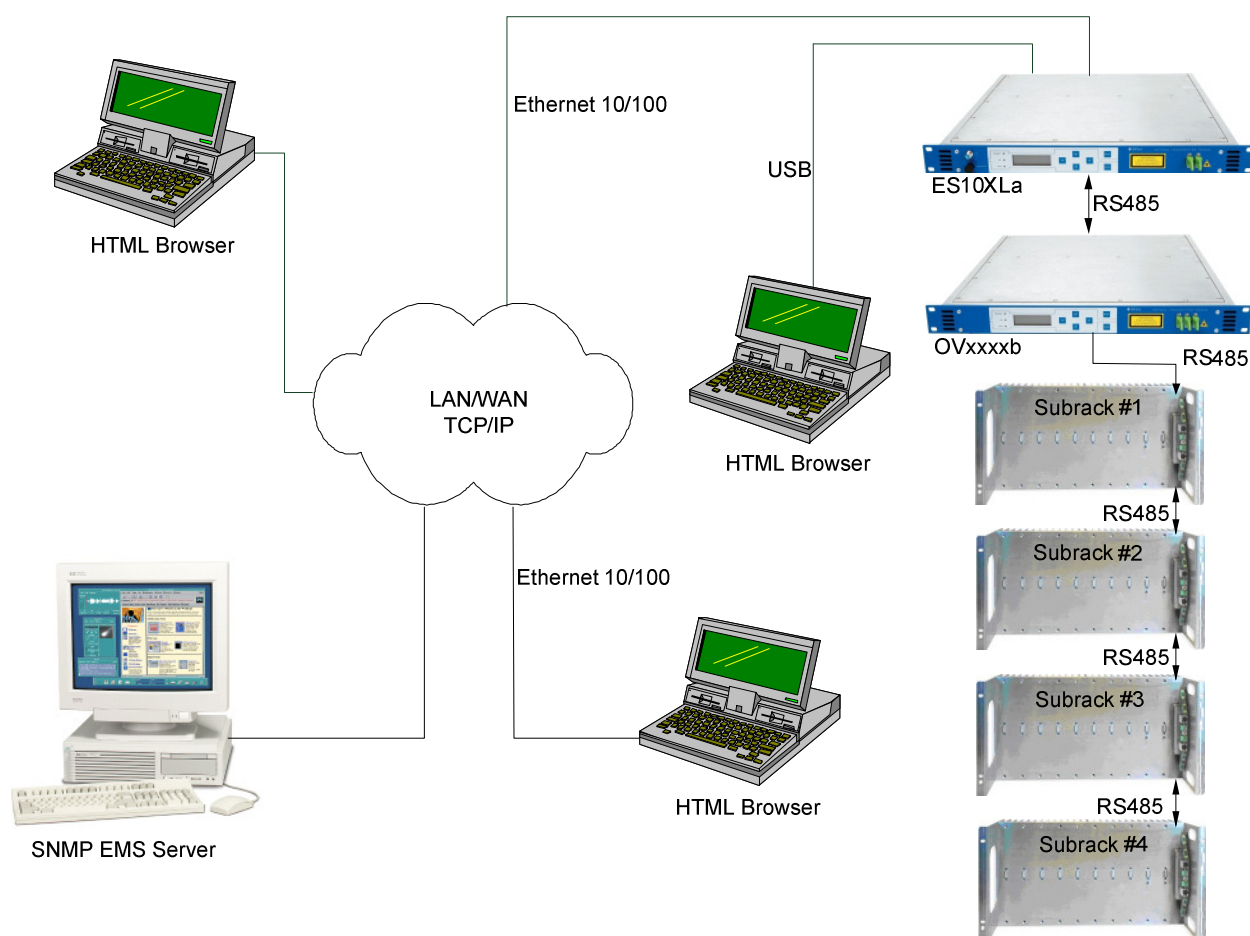 Ethernet 10/100
USB
ES10XLa
RS485
HTML Browser
OVxxxxb
RS485
LAN/WAN
TCP/IP
Subrack #1
HTML Browser
RS485
Subrack #2
Ethernet 10/100
RS485
Subrack #3
RS485
HTML Browser
Subrack #4
SNMP EMS Server